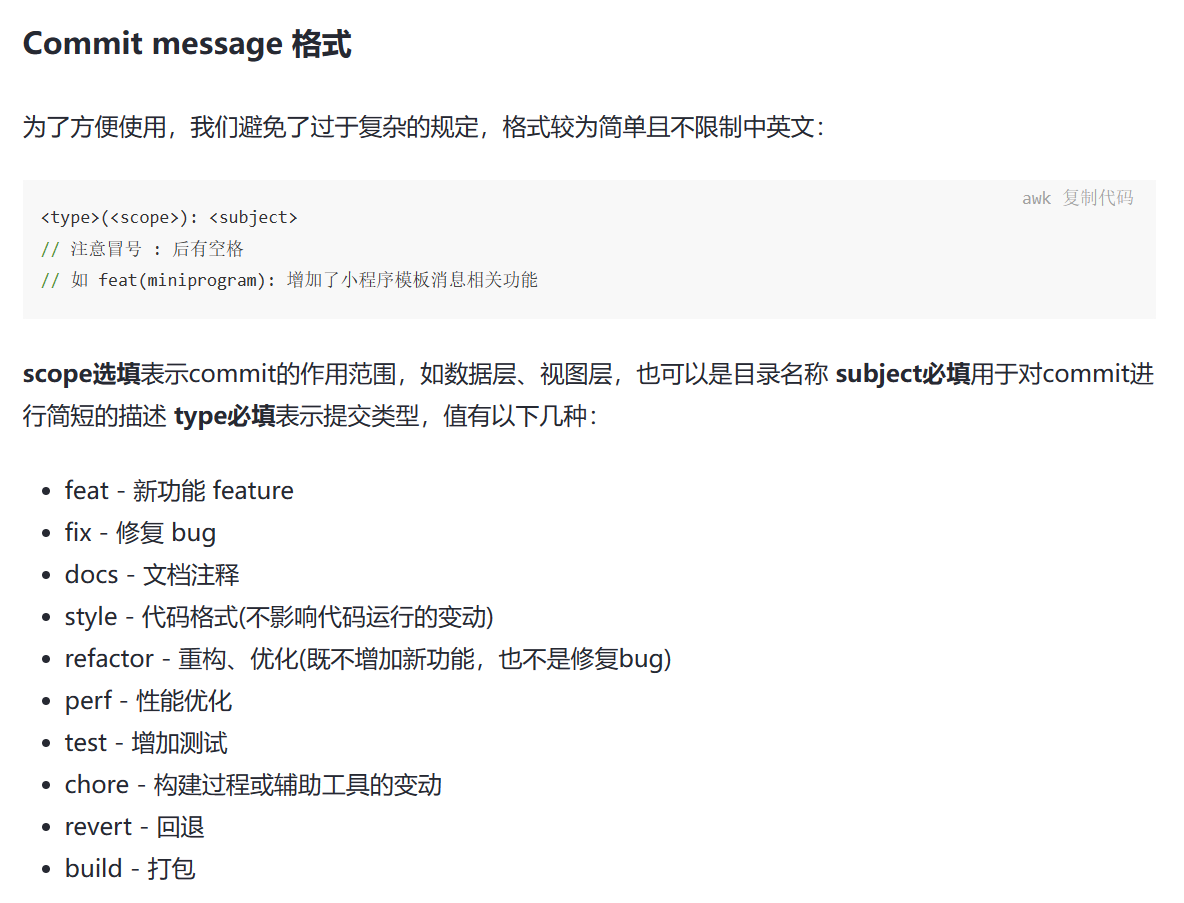 Commit message 格式
为了方便使用，我们避免了过于复杂的规定，格式较为简单且不限制中英文：
awk 复制代码
<type>(<scope>): <subject>
// 注意冒号 : 后有空格
// 如 feat(miniprogram): 增加了小程序模板消息相关功能
scope选填表示commit的作用范围，如数据层、视图层，也可以是目录名称 subject必填用于对commit进
行简短的描述 type必填表示提交类型，值有以下几种：
• feat - 新功能 feature
• fix - 修复 bug
• docs - 文档注释
• style - 代码格式(不影响代码运行的变动)
• refactor - 重构、优化(既不增加新功能，也不是修复bug)
• perf - 性能优化
• test - 增加测试
• chore - 构建过程或辅助工具的变动
• revert - 回退
• build - 打包